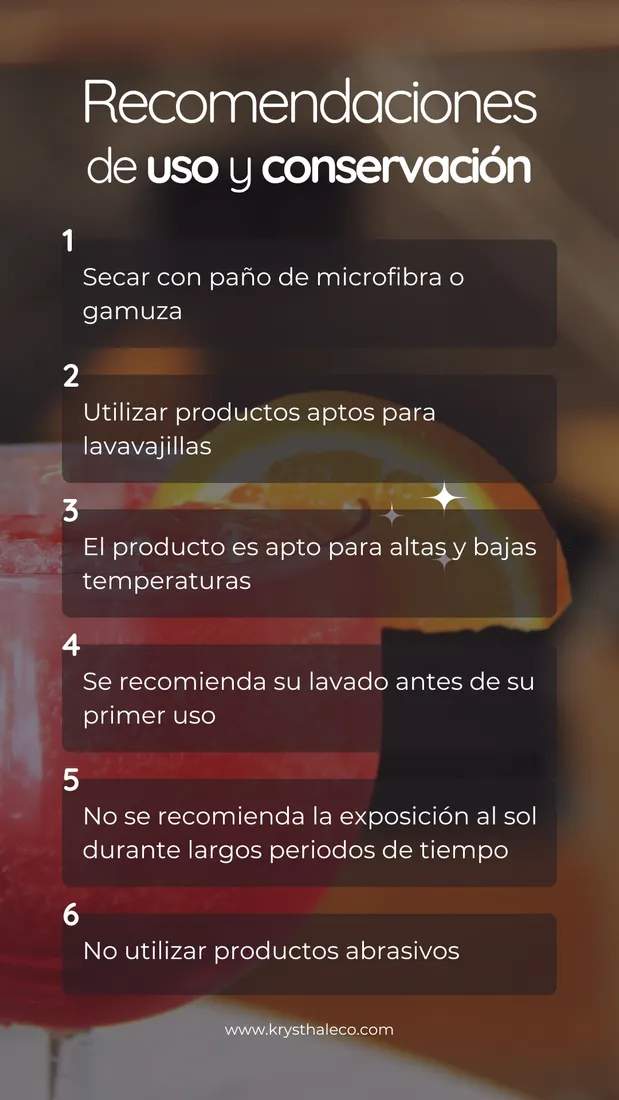 Recomendaciones
de uso y conservación
1
Secar con paño de microfibra o
gamuza
2
Utilizar productos aptos para
lavavajillas
3
El producto es apto para altas y bajas
temperaturas
4
Se recomienda su lavado antes de su
primer uso
5
No se recomienda la exposición al sol
durante largos periodos de tiempo
6
No utilizar productos abrasivos
www.krysthaleco.com